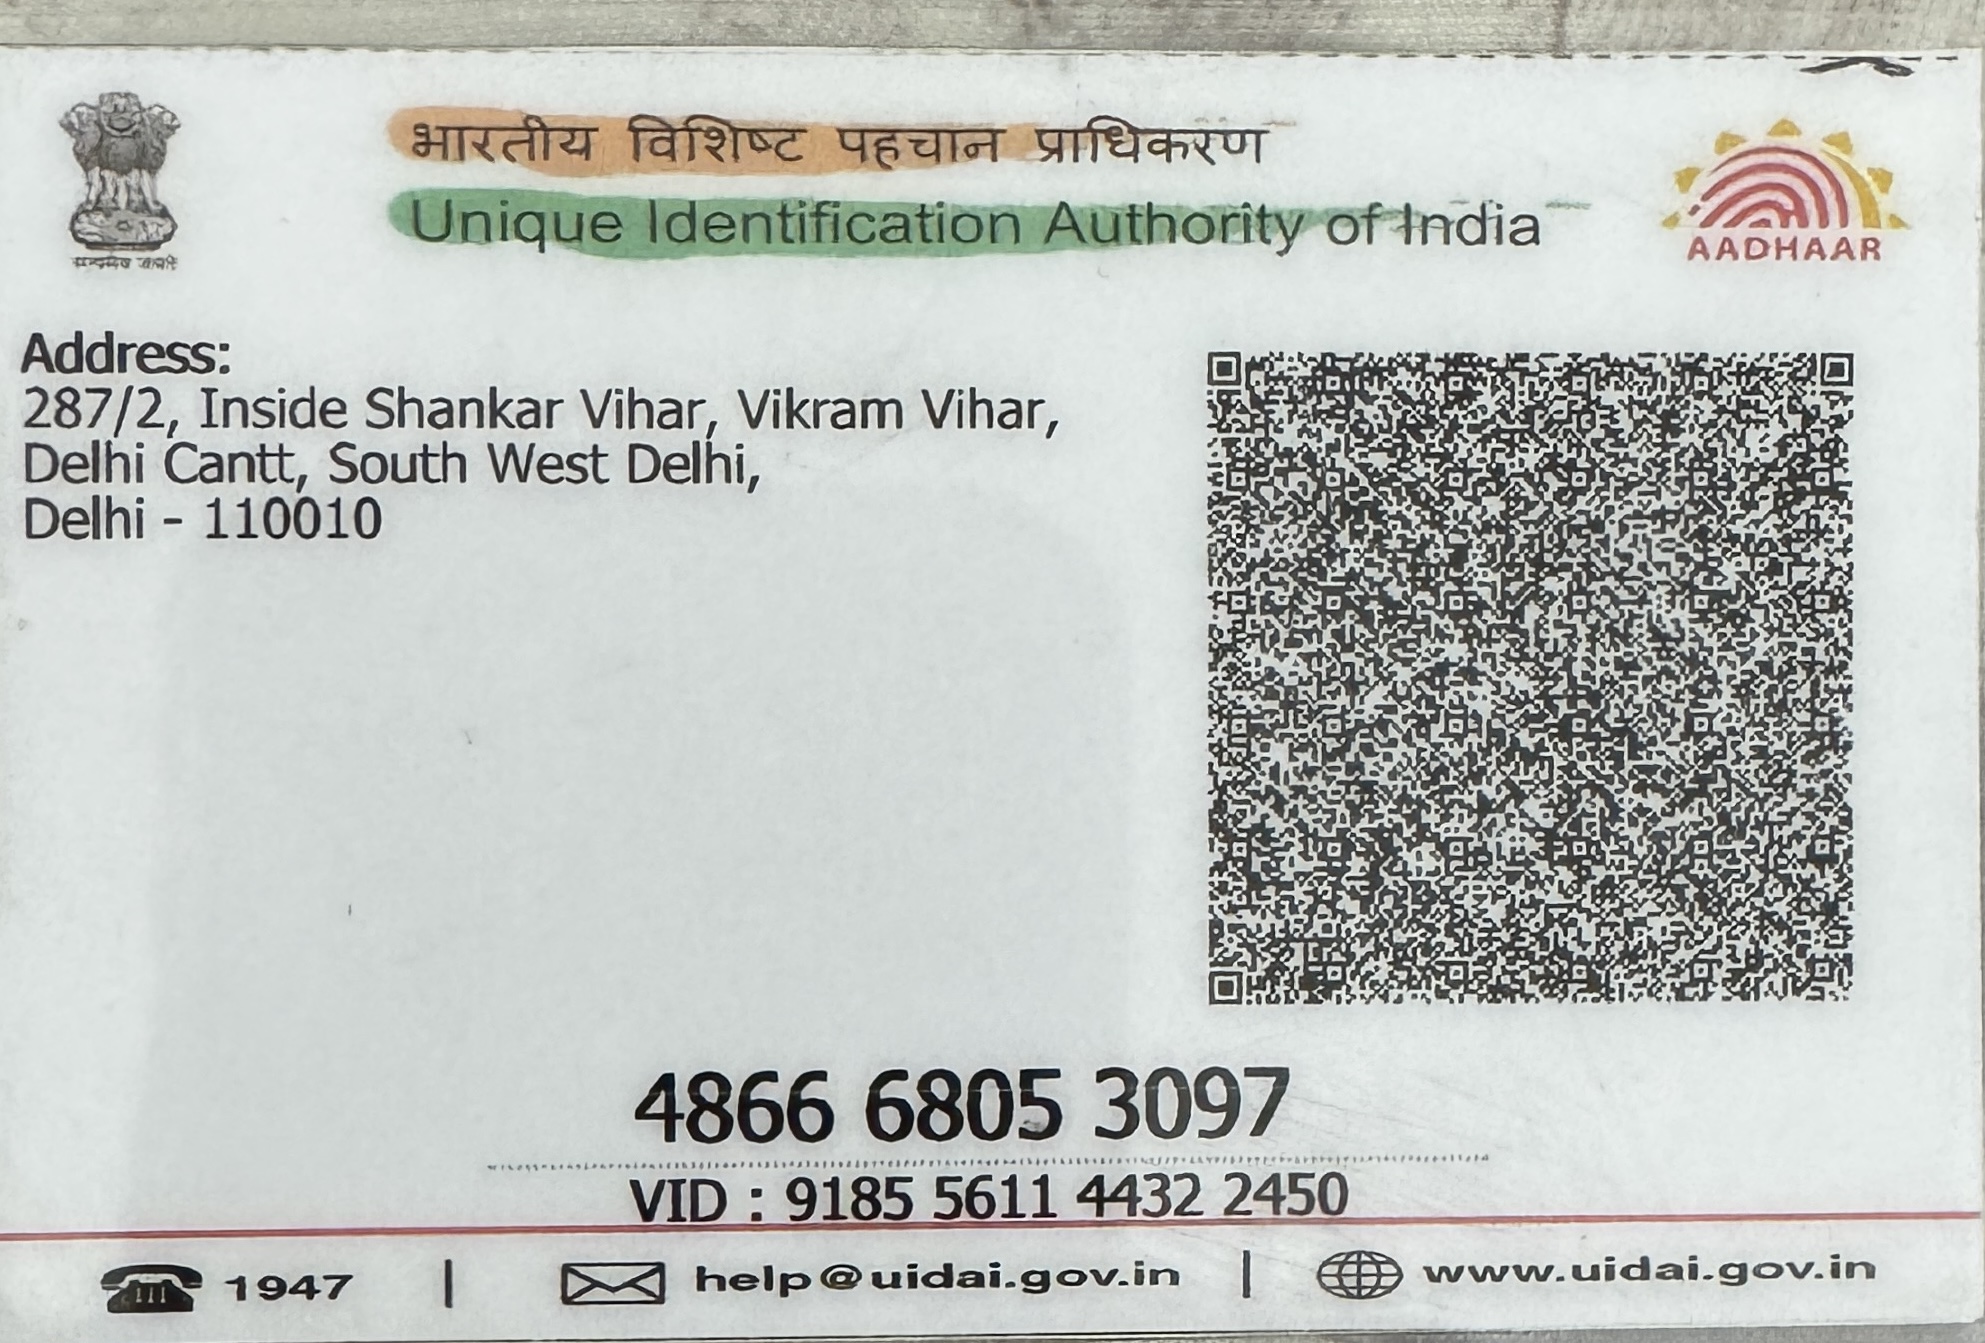 भारतीय विशिष्ट पहचान प्राधिकरण
Unique Identification Authority of India
AADHAAR
Address:
287/2, Inside Shankar Vihar, Vikram Vihar,
Delhi Cantt, South West Delhi,
Delhi - 110010
4866 6805 3097
VID : 9185 5611 4432 2450
1947 | help@uidai.gov.in | www.uidai.gov.in